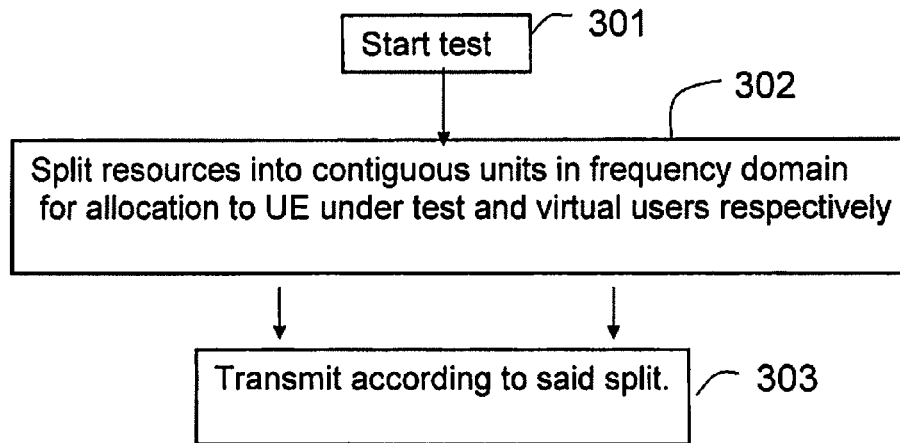 Start test
301
302
Split resources into contiguous units in frequency domain
for allocation to UE under test and virtual users respectively
Transmit according to said split.
303